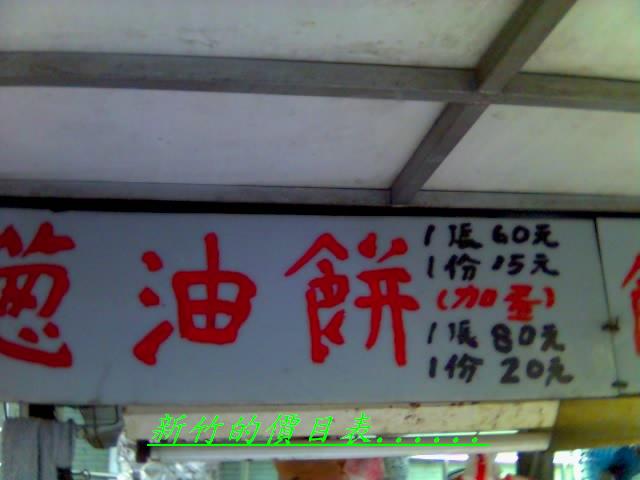 蔥油餅
1張 60元
1份 15元
(加蛋)
1張 80元
1份 20元
新竹的價目表......